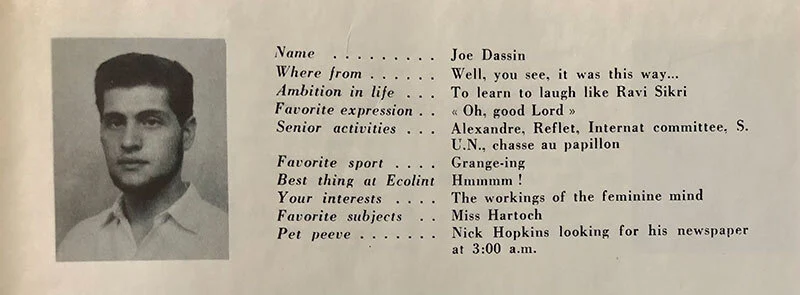 Name . . . . . . . . . Joe Dassin
Where from . . . . . . Well, you see, it was this way...
Ambition in life . . . To learn to laugh like Ravi Sikri
Favorite expression . . « Oh, good Lord »
Senior activities . . . Alexandre, Reflet, Internat committee, S.
U.N., chasse au papillon
Favorite sport . . . . Grange-ing
Best thing at Ecolint Hmmmm !
Your interests . . . . The workings of the feminine mind
Favorite subjects . . Miss Hartoch
Pet peeve . . . . . . . Nick Hopkins looking for his newspaper
at 3:00 a.m.